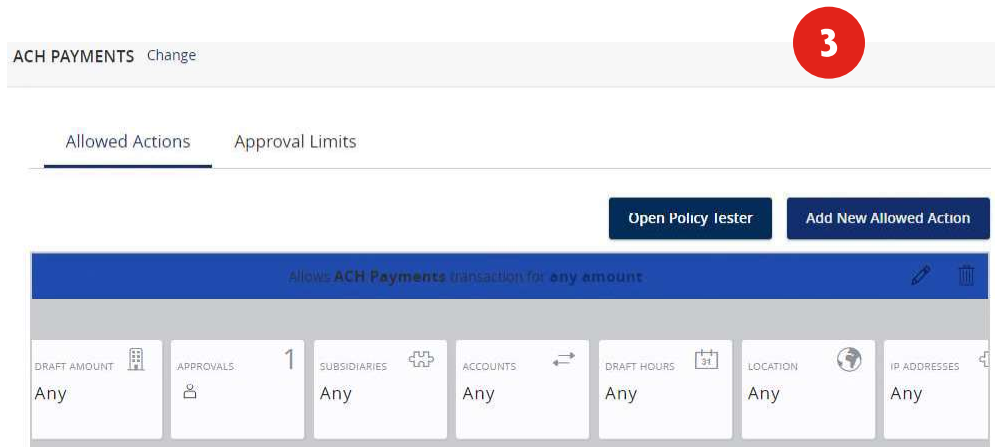 3
ACH PAYMENTS Change
Allowed Actions Approval Limits
Open Policy Tester Add New Allowed Action
Allows ACH Payments transaction for any amount
DRAFT AMOUNT APPROVALS 1 SUBSIDIARIES ACCOUNTS DRAFT HOURS 31 LOCATION IP ADDRESSES
Any Any Any Any Any Any